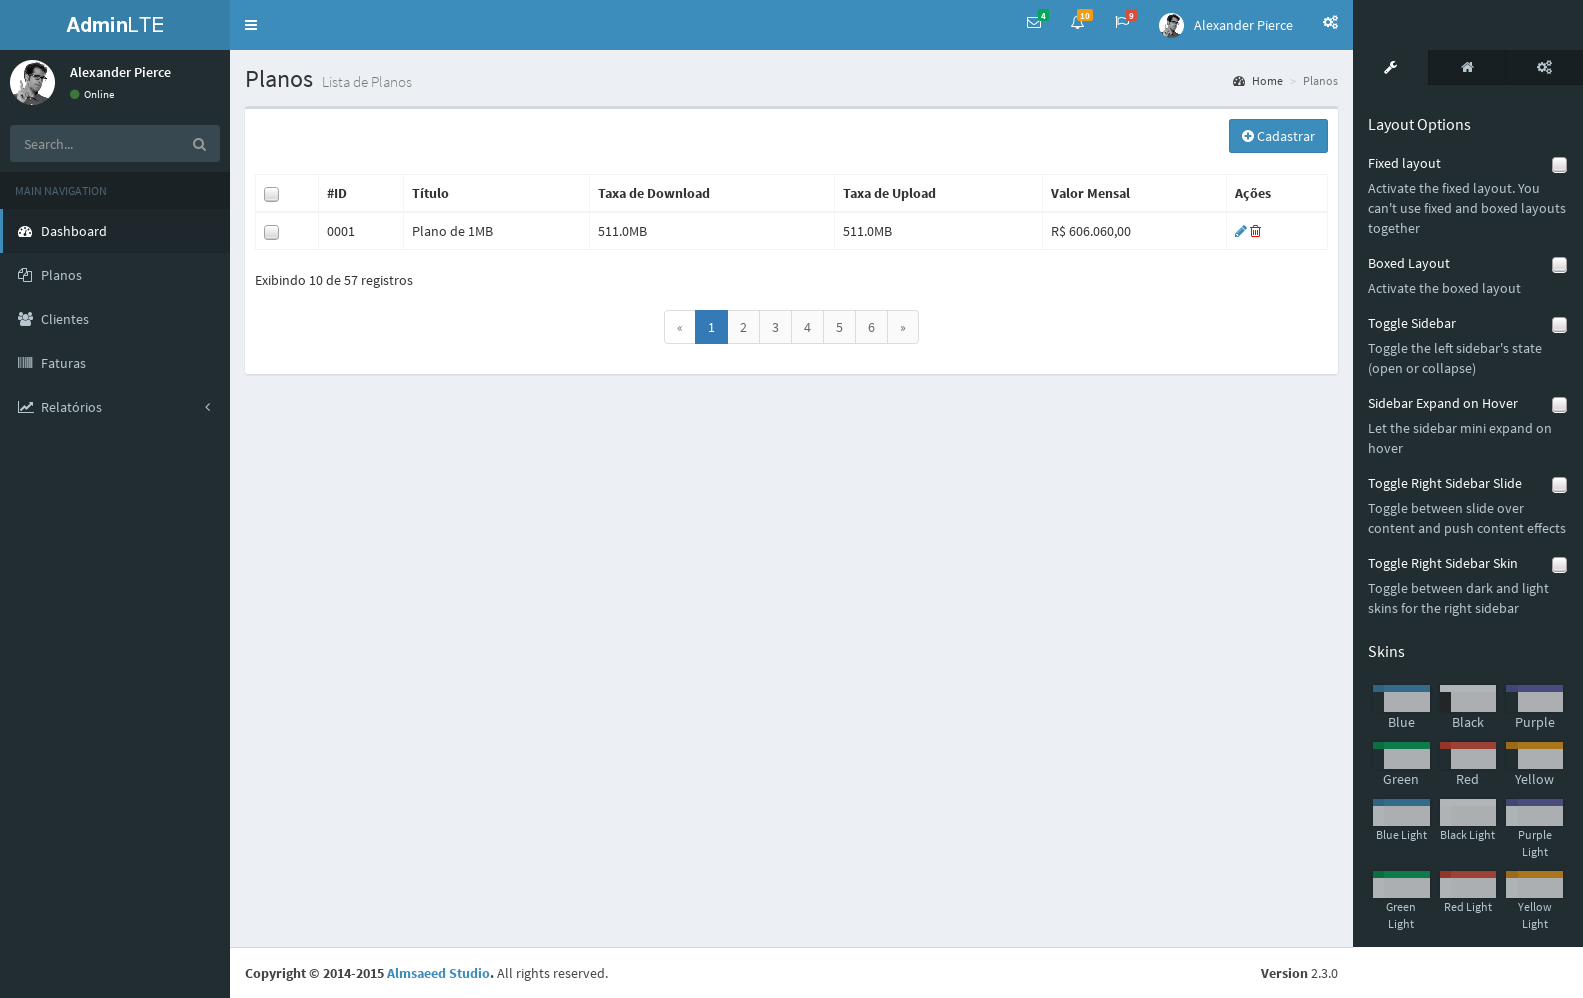 AdminLTE
4
10
9
Alexander Pierce
Alexander Pierce
Online
Search...
MAIN NAVIGATION
Dashboard
Planos
Clientes
Faturas
Relatórios
Planos Lista de Planos
Home > Planos
Cadastrar
#ID Título Taxa de Download Taxa de Upload Valor Mensal Ações
0001 Plano de 1MB 511.0MB 511.0MB R$ 606.060,00
Exibindo 10 de 57 registros
« 1 2 3 4 5 6 »
Layout Options
Fixed layout
Activate the fixed layout. You
can't use fixed and boxed layouts
together
Boxed Layout
Activate the boxed layout
Toggle Sidebar
Toggle the left sidebar's state
(open or collapse)
Sidebar Expand on Hover
Let the sidebar mini expand on
hover
Toggle Right Sidebar Slide
Toggle between slide over
content and push content effects
Toggle Right Sidebar Skin
Toggle between dark and light
skins for the right sidebar
Skins
Blue Black Purple
Green Red Yellow
Blue Light Black Light Purple
Light
Green Red Light Yellow
Light Light
Copyright © 2014-2015 Almsaeed Studio. All rights reserved.
Version 2.3.0